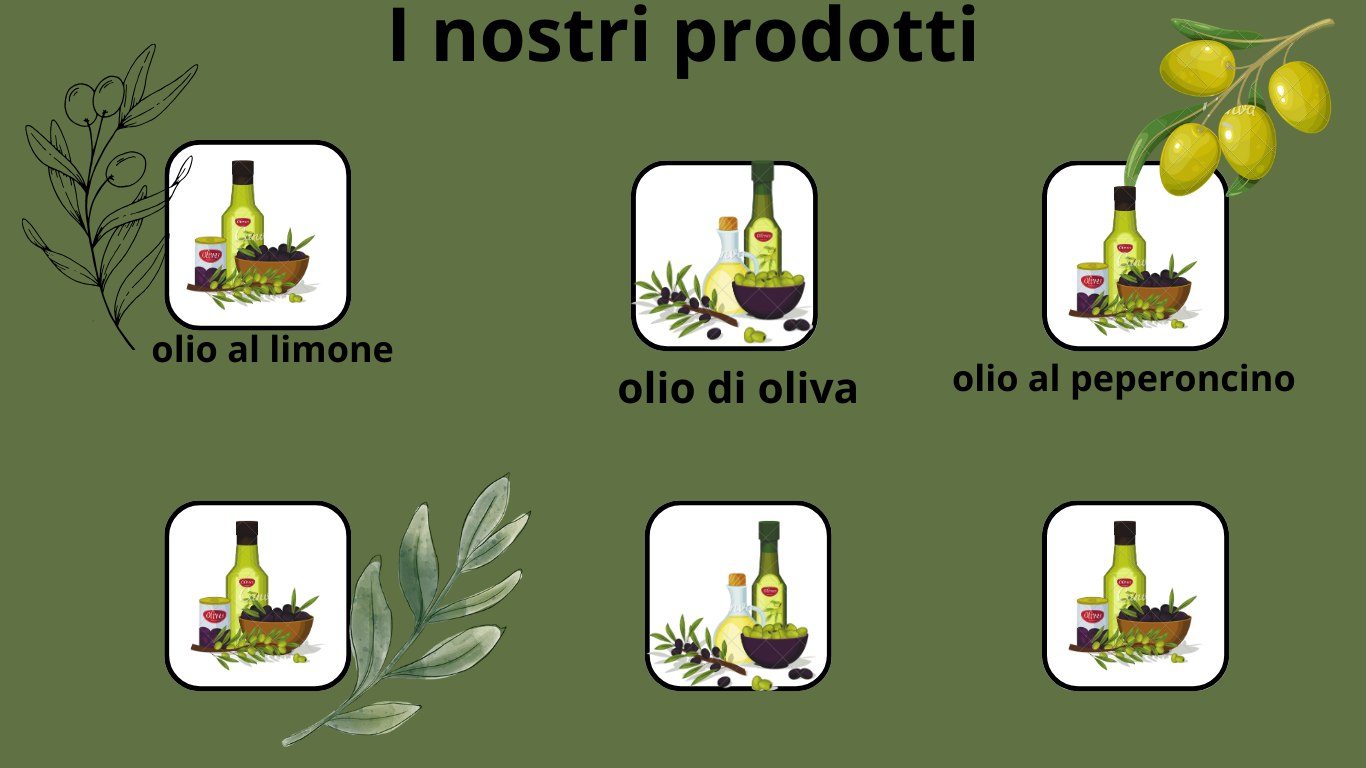 I nostri prodotti
olio al limone
olio di oliva
olio al peperoncino